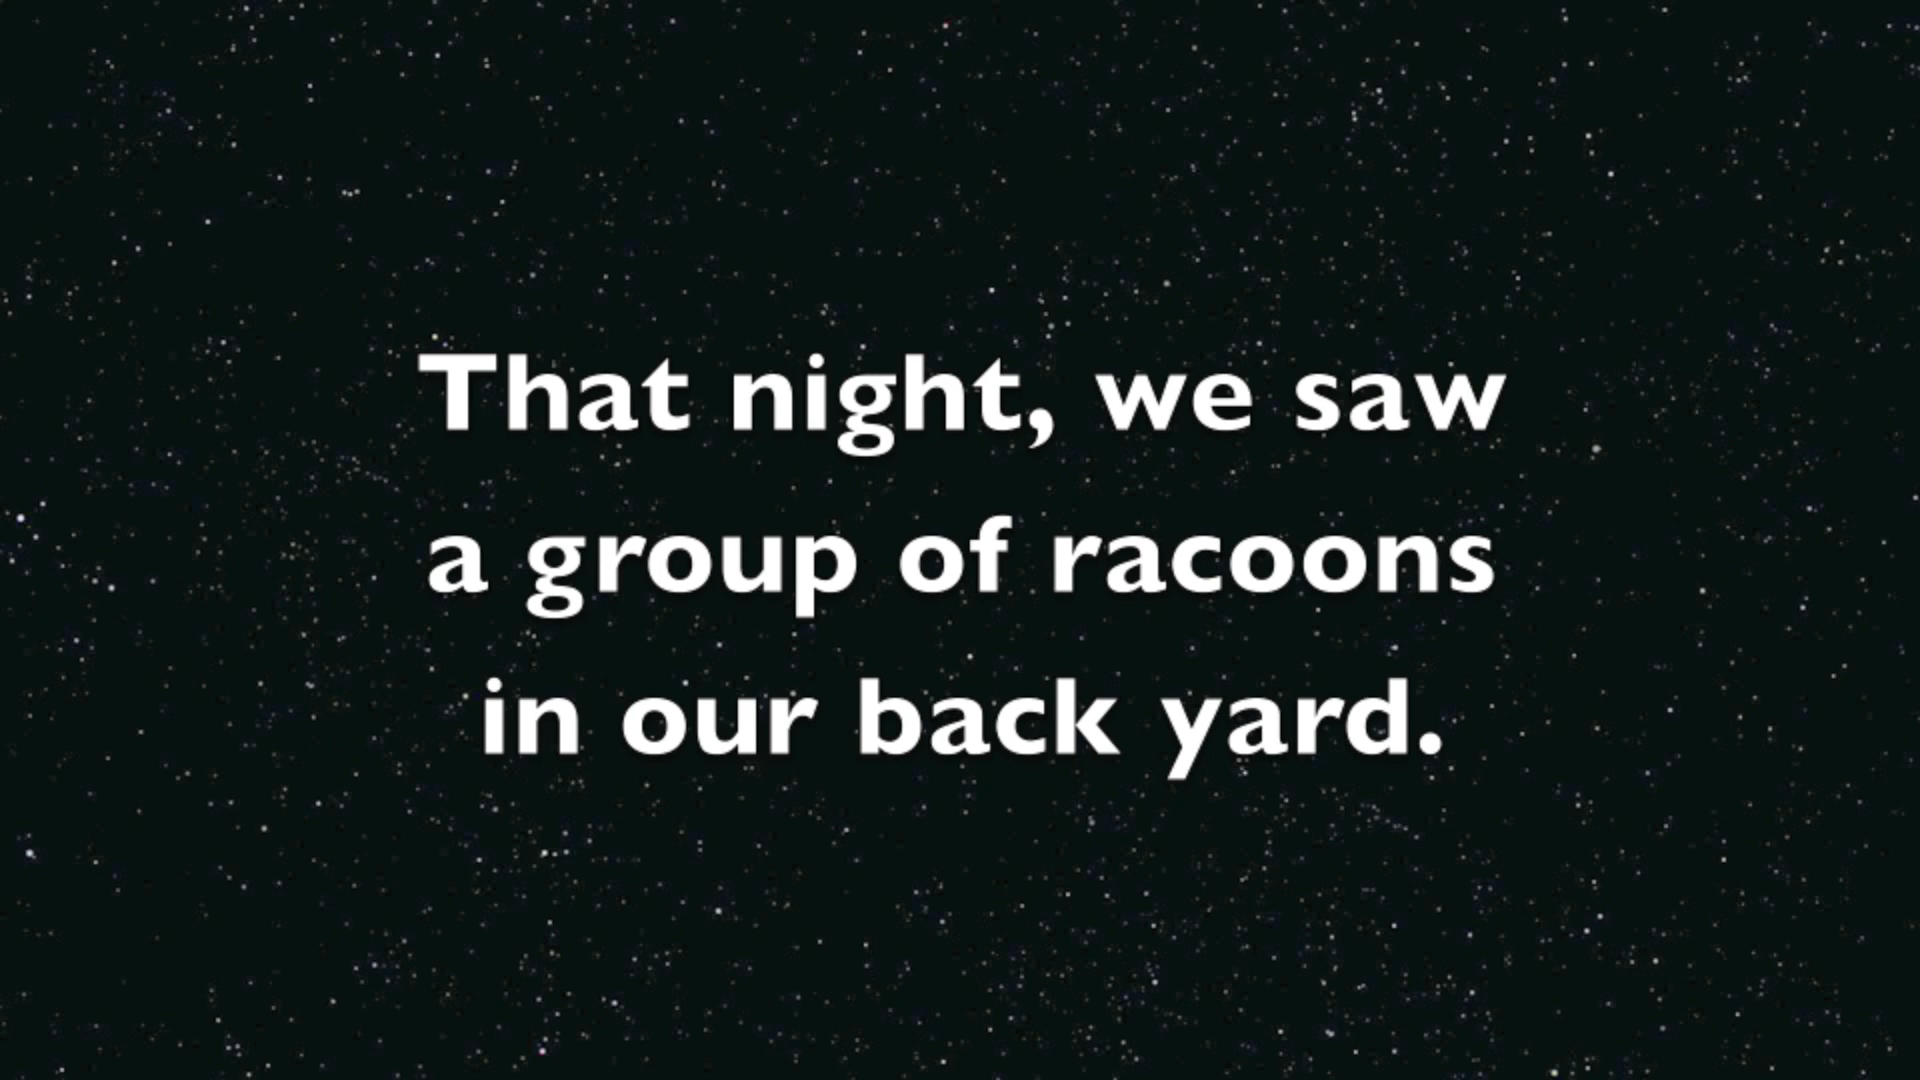 That night, we saw
a group of racoons
in our back yard.